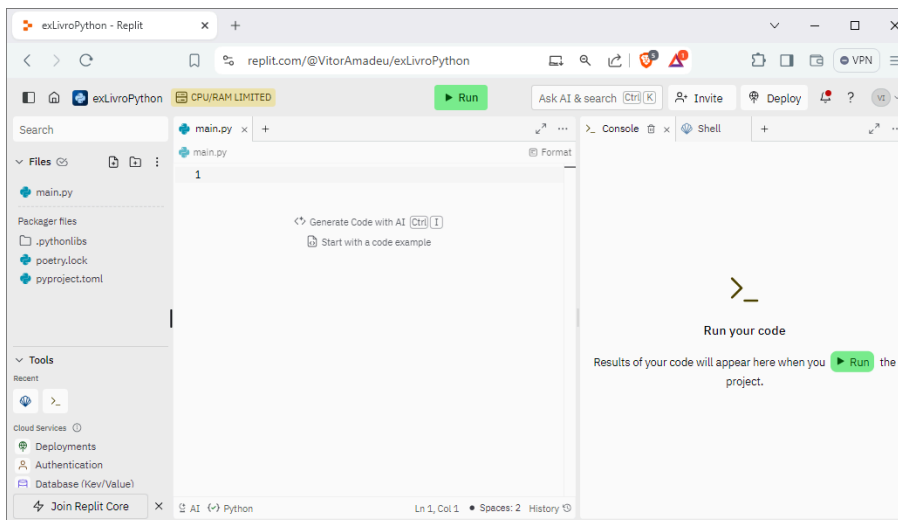 exLivroPython - Replit
replit.com/@VitorAmadeu/exLivroPython
5
1
VPN
exLivroPython
CPU/RAM LIMITED
Run
Ask AI & search Ctrl K
Invite
Deploy
?
VI
Search
Files
main.py
Packager files
.pythonlibs
poetry.lock
pyproject.toml
Tools
Recent
Cloud Services
Deployments
Authentication
Database (Key/Value)
Join Replit Core
main.py
main.py
Format
1
Generate Code with AI Ctrl I
Start with a code example
AI
Python
Ln 1, Col 1
Spaces: 2
History
Console
Shell
Run your code
Results of your code will appear here when you Run the
project.